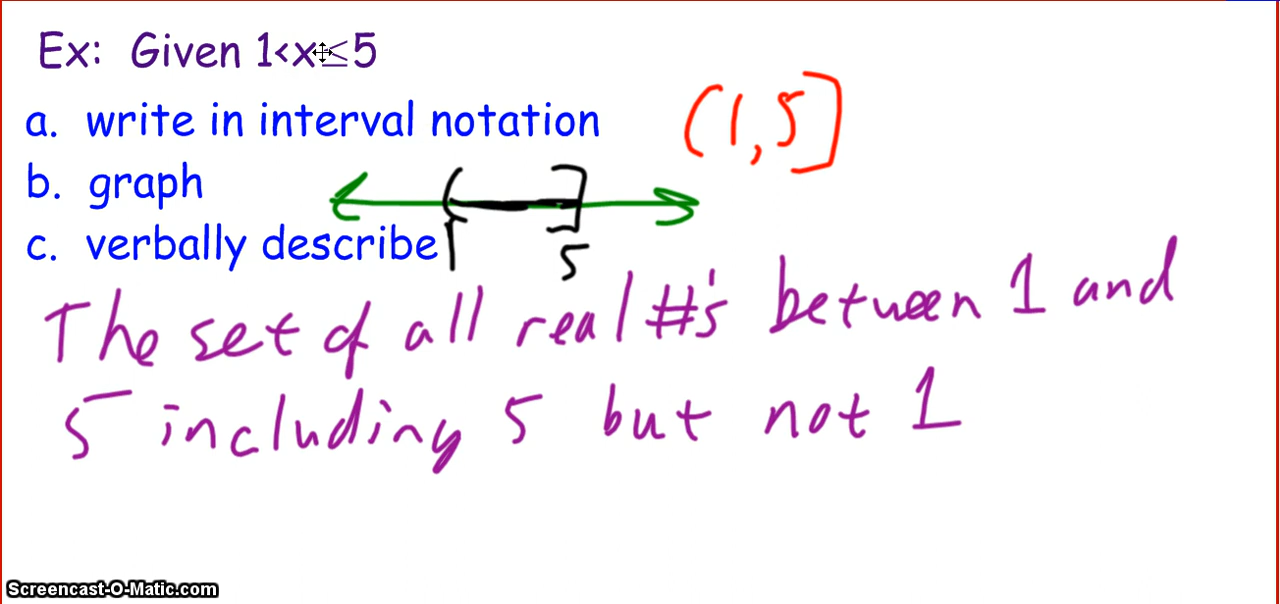 Ex: Given 1<x≤5
a. write in interval notation
(1,5]
b. graph
1 5
c. verbally describe
The set of all real #'s between 1 and
5 including 5 but not 1
Screencast-O-Matic.com